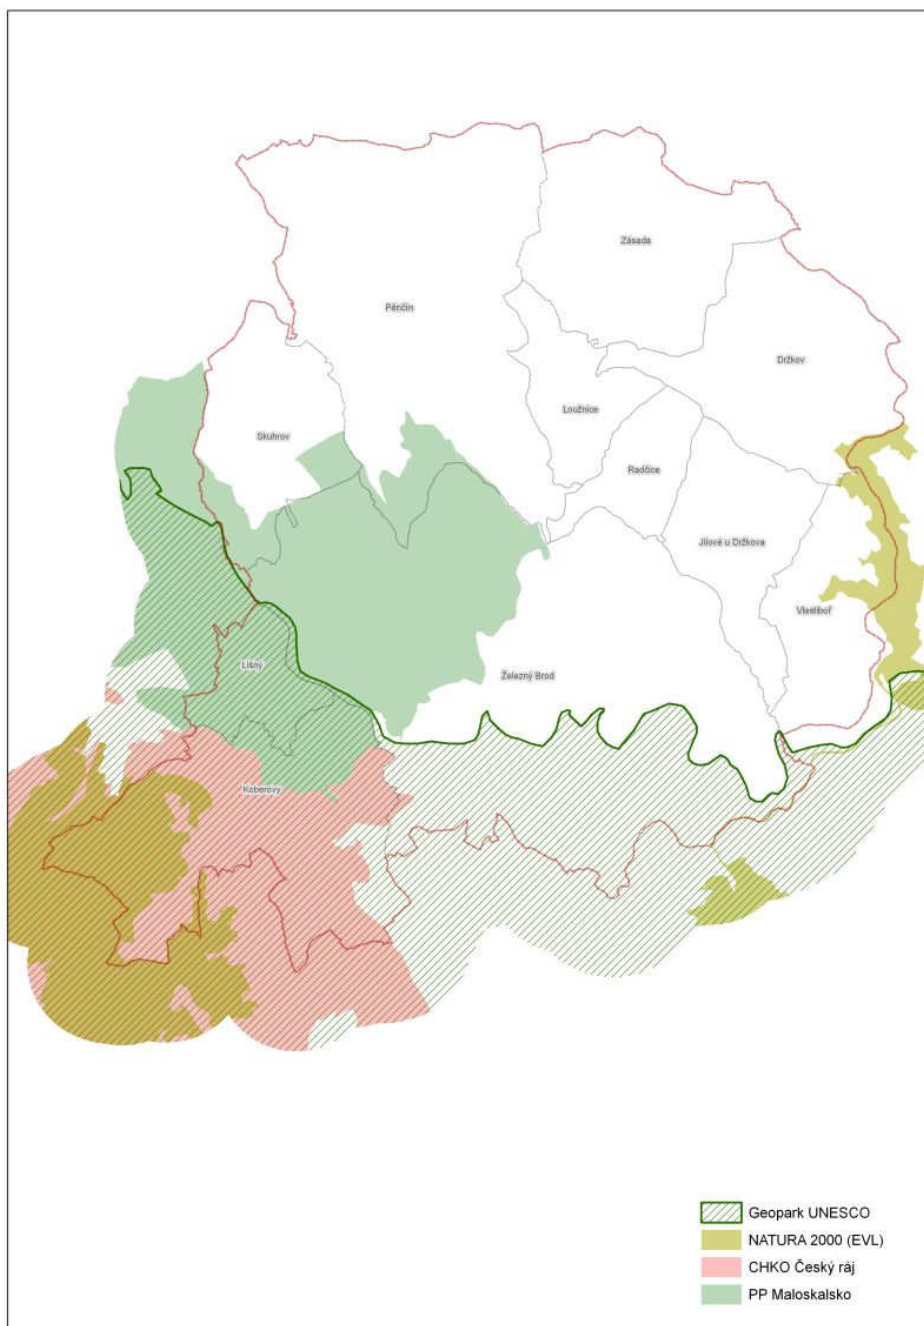 Zásada
Pěnčín
Držkov
Loužnice
Skuhrov
Radčice
Jílové u Držkova
Vlastiboř
Líšný
Železný Brod
Koberovy
Geopark UNESCO
NATURA 2000 (EVL)
CHKO Český ráj
PP Maloskalsko